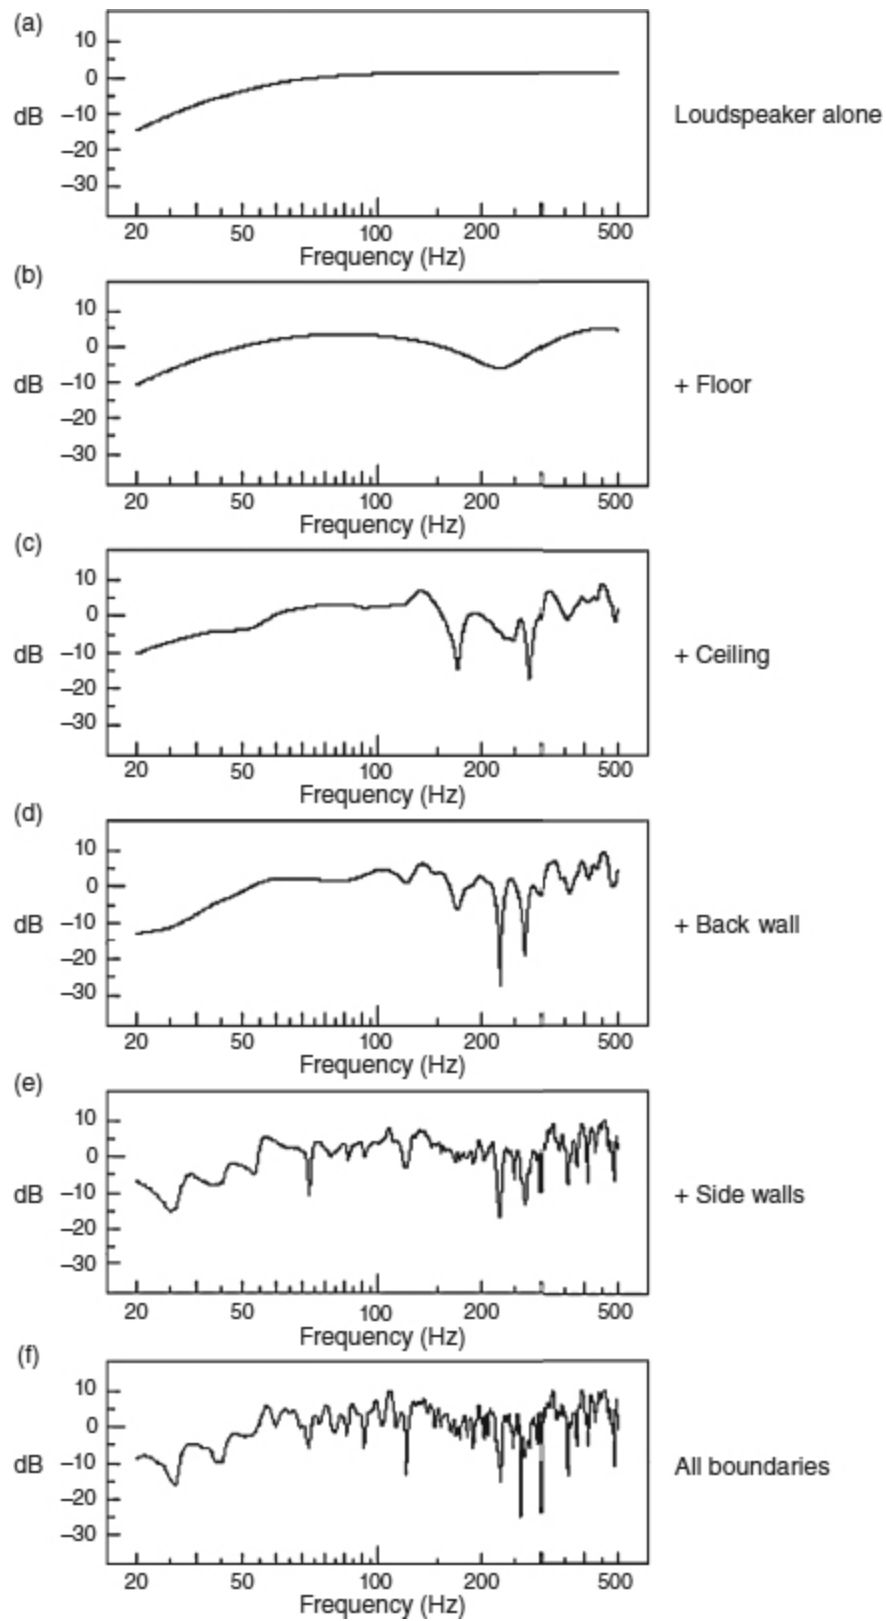 (a)
10
0
dB
−10
−20
−30
Loudspeaker alone
20 50 100 200 500
Frequency (Hz)
(b)
10
0
dB
−10
−20
−30
+ Floor
20 50 100 200 500
Frequency (Hz)
(c)
10
0
dB
−10
−20
−30
+ Ceiling
20 50 100 200 500
Frequency (Hz)
(d)
10
0
dB
−10
−20
−30
+ Back wall
20 50 100 200 500
Frequency (Hz)
(e)
10
0
dB
−10
−20
−30
+ Side walls
20 50 100 200 500
Frequency (Hz)
(f)
10
0
dB
−10
−20
−30
All boundaries
20 50 100 200 500
Frequency (Hz)